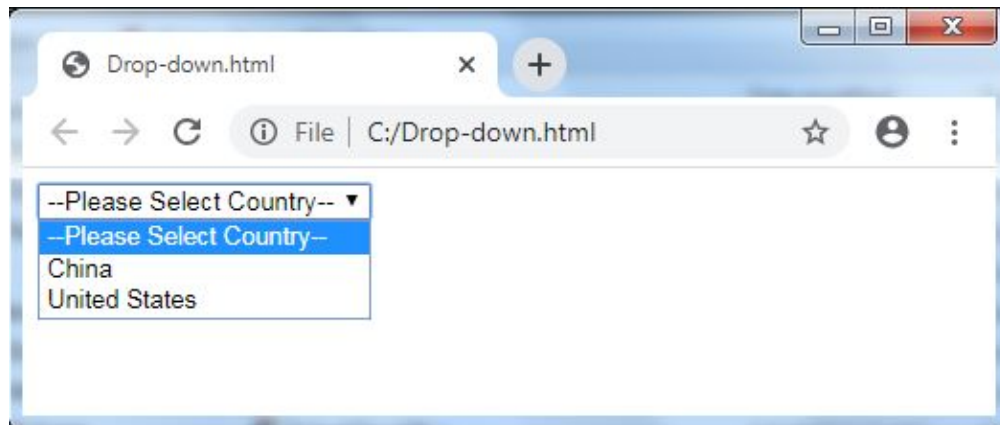 Drop-down.html
File | C:/Drop-down.html
--Please Select Country--
--Please Select Country--
China
United States